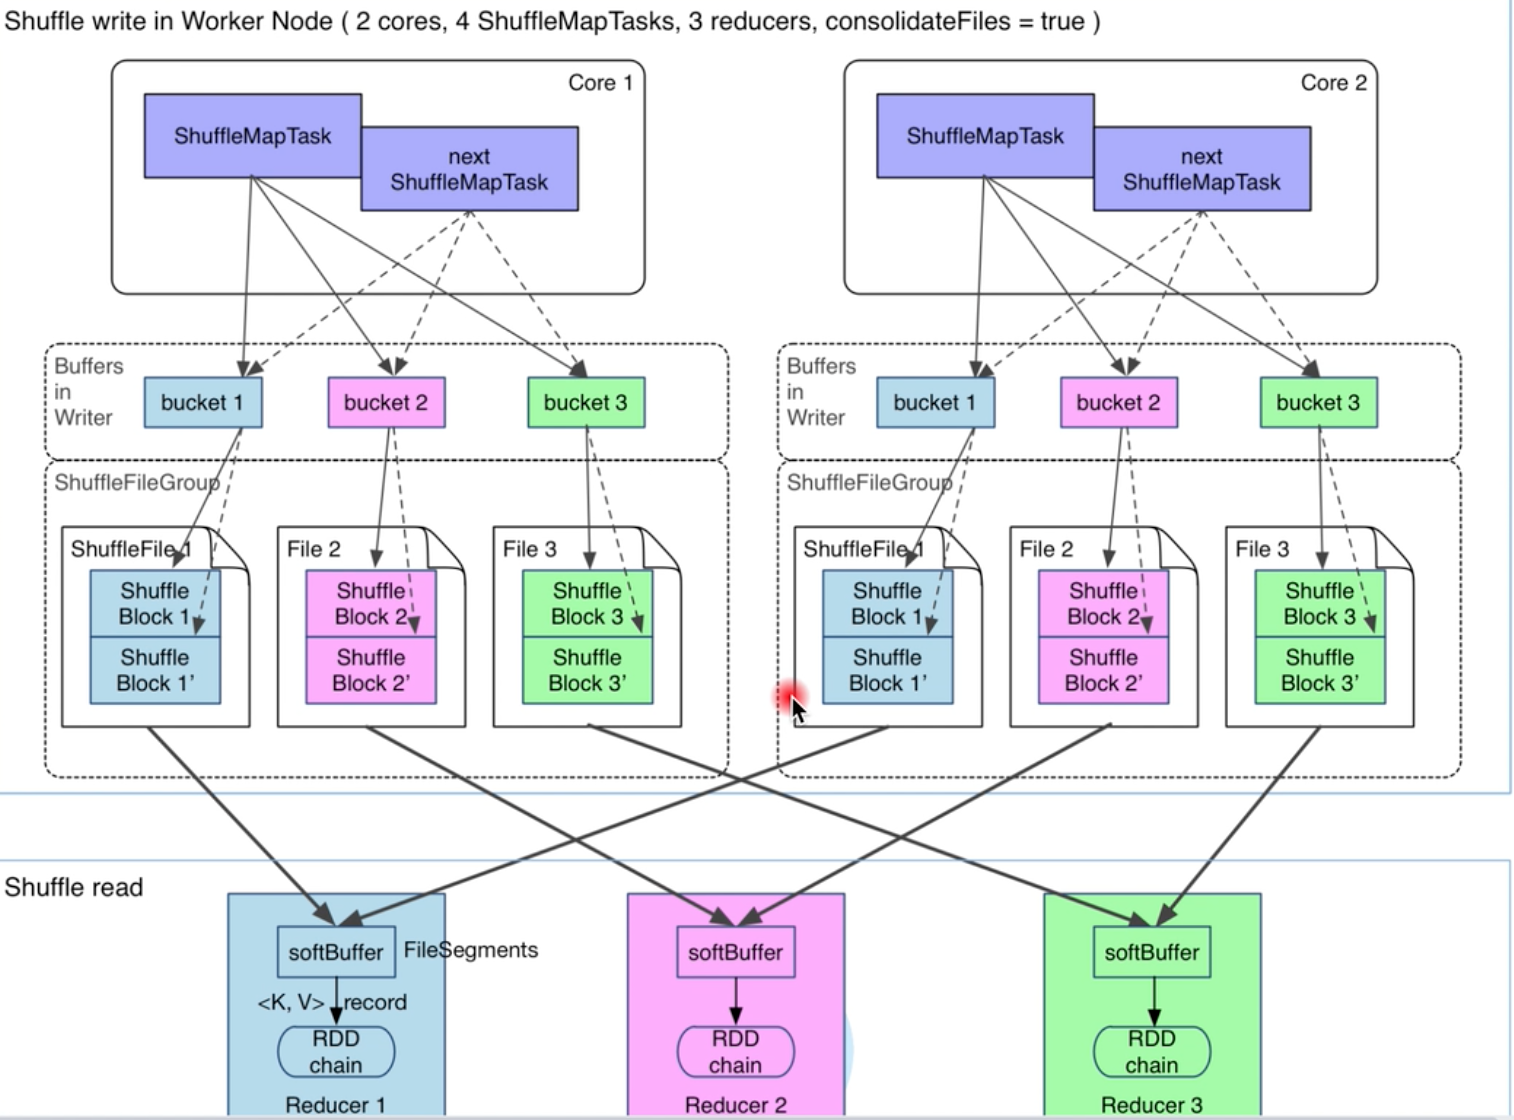 Shuffle write in Worker Node ( 2 cores, 4 ShuffleMapTasks, 3 reducers, consolidateFiles = true )
Core 1
ShuffleMapTask
next
ShuffleMapTask
Core 2
ShuffleMapTask
next
ShuffleMapTask
Buffers
in
Writer
bucket 1
bucket 2
bucket 3
Buffers
in
Writer
bucket 1
bucket 2
bucket 3
ShuffleFileGroup
ShuffleFile 1
Shuffle
Block 1
Shuffle
Block 1’
File 2
Shuffle
Block 2
Shuffle
Block 2’
File 3
Shuffle
Block 3
Shuffle
Block 3’
ShuffleFileGroup
ShuffleFile 1
Shuffle
Block 1
Shuffle
Block 1’
File 2
Shuffle
Block 2
Shuffle
Block 2’
File 3
Shuffle
Block 3
Shuffle
Block 3’
Shuffle read
softBuffer
FileSegments
<K, V> record
RDD
chain
Reducer 1
softBuffer
RDD
chain
Reducer 2
softBuffer
RDD
chain
Reducer 3